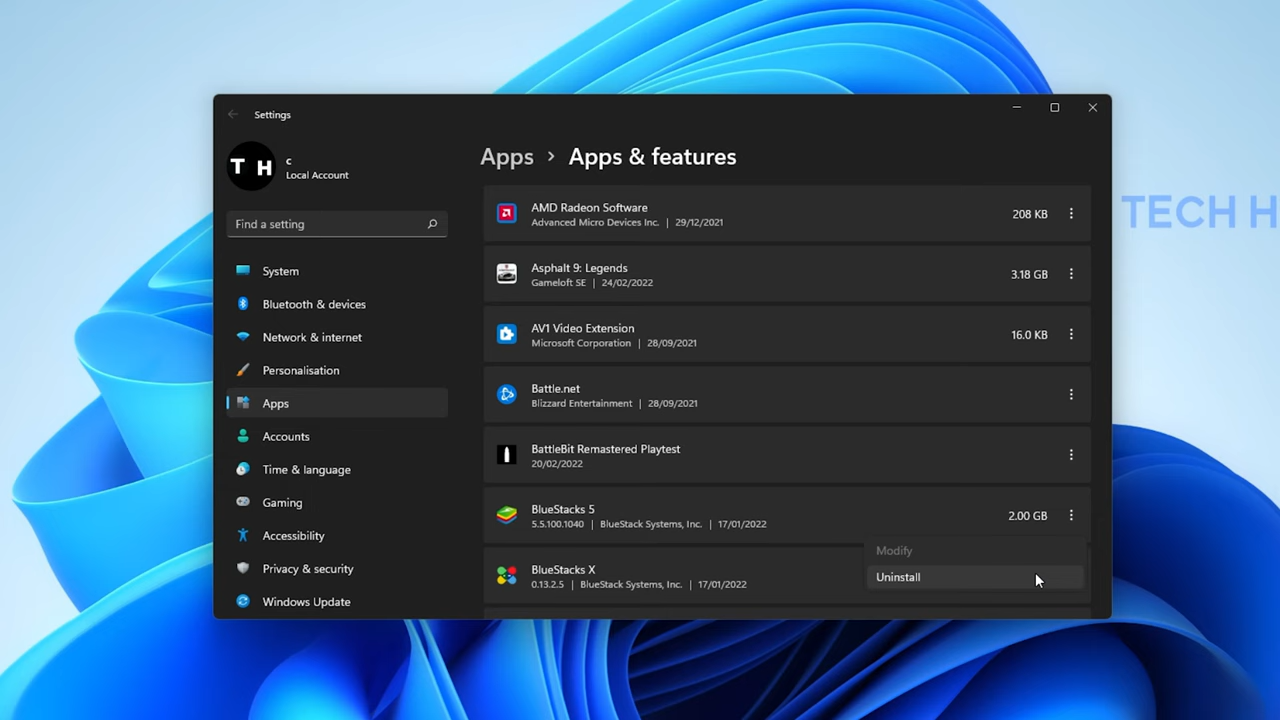 Settings
T H
c
Local Account
Find a setting
System
Bluetooth & devices
Network & internet
Personalisation
Apps
Accounts
Time & language
Gaming
Accessibility
Privacy & security
Windows Update
Apps > Apps & features
AMD Radeon Software
Advanced Micro Devices Inc. | 29/12/2021
208 KB
Asphalt 9: Legends
Gameloft SE | 24/02/2022
3.18 GB
AV1 Video Extension
Microsoft Corporation | 28/09/2021
16.0 KB
Battle.net
Blizzard Entertainment | 28/09/2021
BattleBit Remastered Playtest
20/02/2022
BlueStacks 5
5.5.100.1040 | BlueStack Systems, Inc. | 17/01/2022
2.00 GB
Modify
Uninstall
BlueStacks X
0.13.2.5 | BlueStack Systems, Inc. | 17/01/2022
TECH H